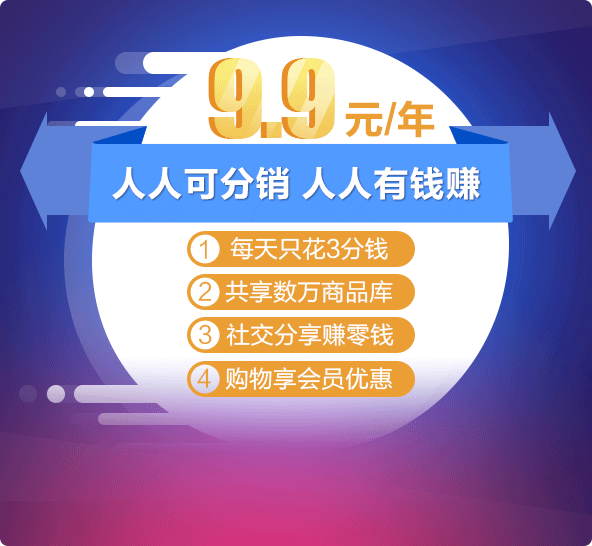 9.9元/年
人人可分销 人人有钱赚
1 每天只花3分钱
2 共享数万商品库
3 社交分享赚零钱
4 购物享会员优惠